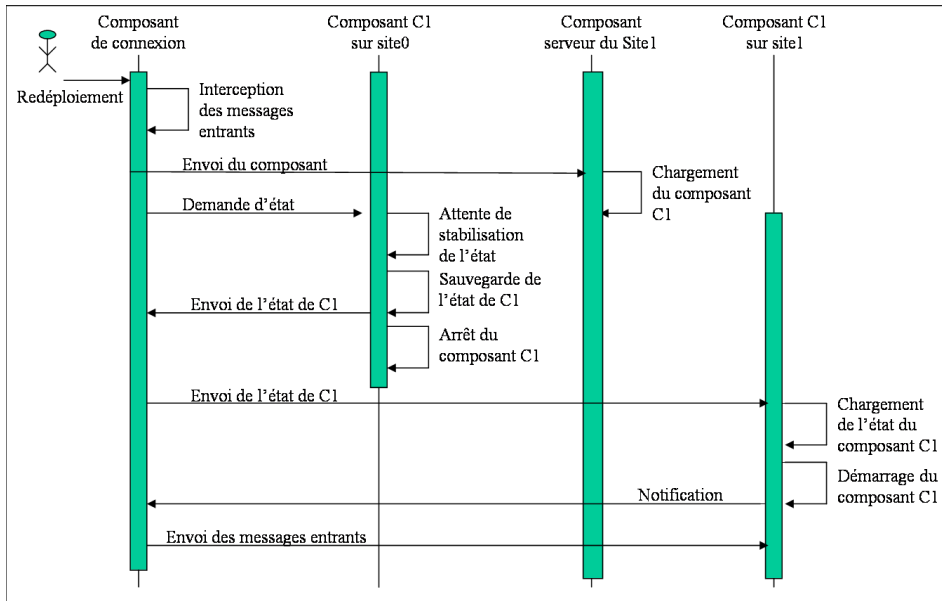 Composant
de connexion
Composant C1
sur site0
Composant
serveur du Site1
Composant C1
sur site1
Redéploiement
Interception
des messages
entrants
Envoi du composant
Chargement
du composant
C1
Demande d'état
Attente de
stabilisation
de l'état
Sauvegarde de
l'état de C1
Envoi de l'état de C1
Arrêt du
composant C1
Envoi de l'état de C1
Chargement
de l'état du
composant C1
Démarrage du
composant C1
Notification
Envoi des messages entrants